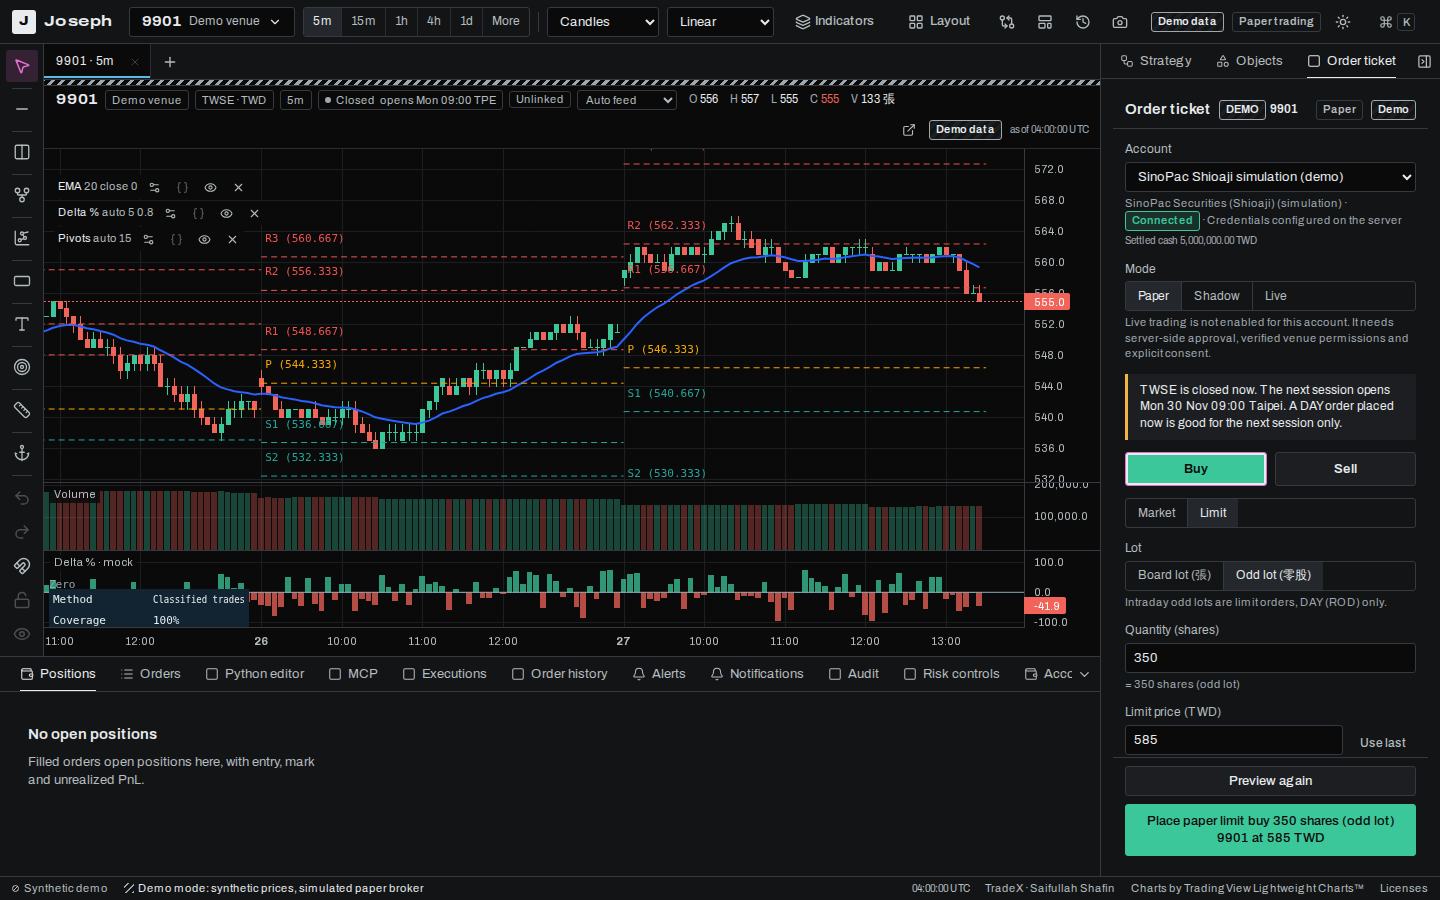 J Joseph
9901 Demo venue
5m 15m 1h 4h 1d More
Candles
Linear
Indicators
Layout
Demo data
Paper trading
⌘ K
9901 · 5m
Strategy
Objects
Order ticket
9901 Demo venue TWSE · TWD 5m Closed opens Mon 09:00 TPE Unlinked Auto feed O 556 H 557 L 555 C 555 V 133 張
Demo data as of 04:00:00 UTC
EMA 20 close 0
Delta % auto 5 0.8
Pivots auto 15
R3 (560.667)
R2 (556.333)
R1 (548.667)
P (544.333)
S1 (536.667)
S2 (532.333)
R2 (562.333)
P (546.333)
S1 (540.667)
S2 (530.333)
572.0
568.0
564.0
560.0
556.0
555.0
552.0
548.0
544.0
540.0
536.0
532.0
Volume
200,000.0
100,000.0
Delta % · mock
Zero
Method Classified trades
Coverage 100%
100.0
0.0
-41.9
-100.0
11:00 12:00 26 10:00 11:00 12:00 27 10:00 11:00 12:00 13:00
Positions
Orders
Python editor
MCP
Executions
Order history
Alerts
Notifications
Audit
Risk controls
Acc
No open positions
Filled orders open positions here, with entry, mark
and unrealized PnL.
Order ticket DEMO 9901 Paper Demo
Account
SinoPac Shioaji simulation (demo)
SinoPac Securities (Shioaji) (simulation) ·
Connected · Credentials configured on the server
Settled cash 5,000,000.00 TWD
Mode
Paper Shadow Live
Live trading is not enabled for this account. It needs
server-side approval, verified venue permissions and
explicit consent.
TWSE is closed now. The next session opens
Mon 30 Nov 09:00 Taipei. A DAY order placed
now is good for the next session only.
Buy Sell
Market Limit
Lot
Board lot (張) Odd lot (零股)
Intraday odd lots are limit orders, DAY (ROD) only.
Quantity (shares)
350
= 350 shares (odd lot)
Limit price (TWD)
585 Use last
Preview again
Place paper limit buy 350 shares (odd lot)
9901 at 585 TWD
Synthetic demo Demo mode: synthetic prices, simulated paper broker
04:00:00 UTC TradeX · Saifullah Shafin Charts by TradingView Lightweight Charts™ Licenses